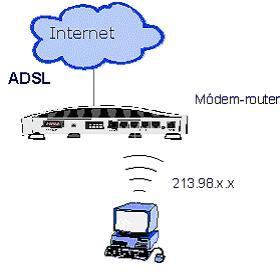 Internet
ADSL
Módem-router
213.98.x.x